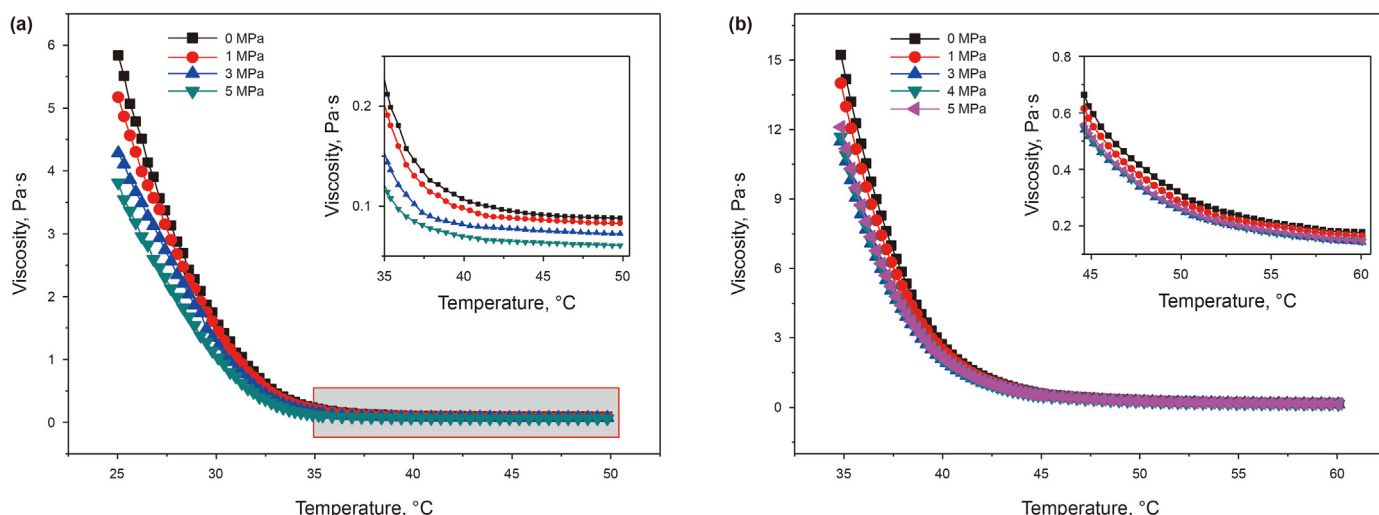 (a)
0 MPa
1 MPa
3 MPa
5 MPa
6
5
4
3
2
1
0
Viscosity, Pa·s
25
30
35
40
45
50
Temperature, °C
0.2
0.1
Viscosity, Pa·s
35
40
45
50
Temperature, °C
(b)
0 MPa
1 MPa
3 MPa
4 MPa
5 MPa
15
12
9
6
3
0
Viscosity, Pa·s
35
40
45
50
55
60
Temperature, °C
0.8
0.6
0.4
0.2
Viscosity, Pa·s
45
50
55
60
Temperature, °C